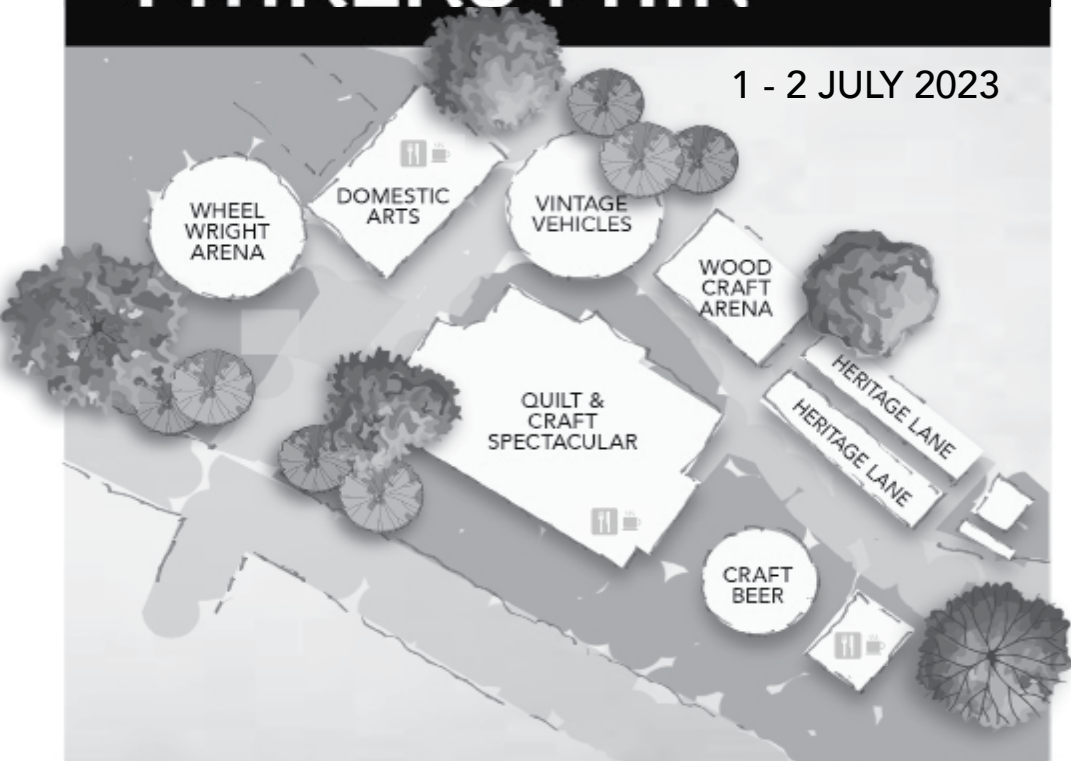 1 - 2 JULY 2023
DOMESTIC
ARTS
WHEEL
WRIGHT
ARENA
VINTAGE
VEHICLES
WOOD
CRAFT
ARENA
HERITAGE LANE
HERITAGE LANE
QUILT &
CRAFT
SPECTACULAR
CRAFT
BEER